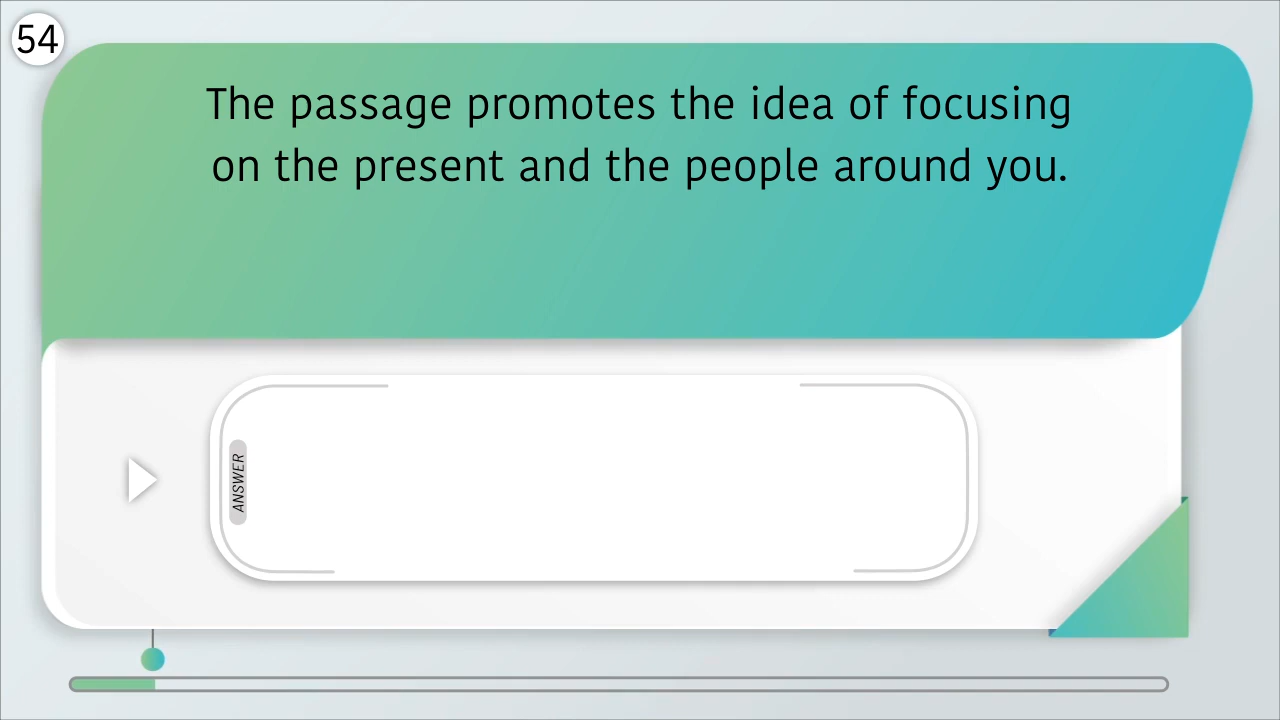 54
The passage promotes the idea of focusing
on the present and the people around you.
ANSWER